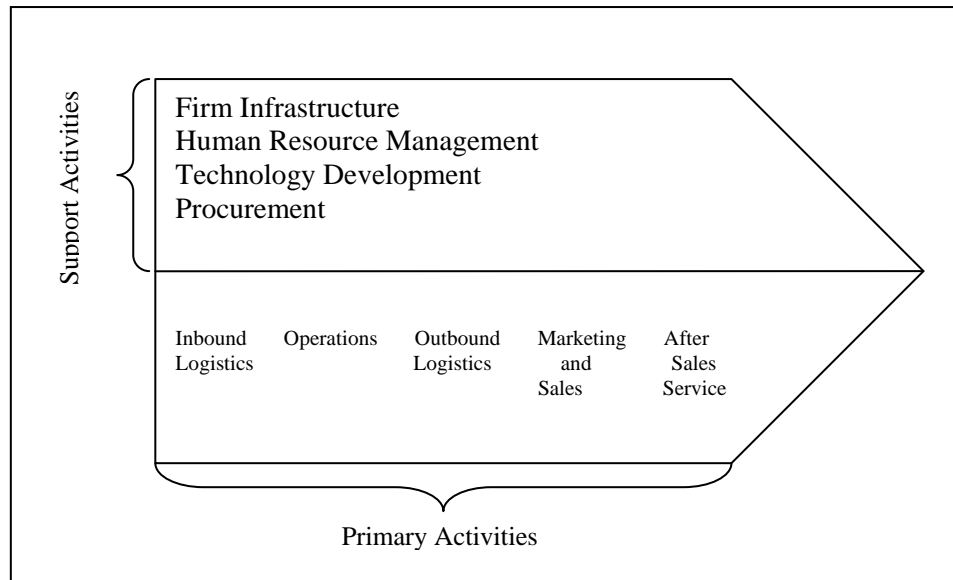 Support Activities
Firm Infrastructure
Human Resource Management
Technology Development
Procurement
Inbound Operations Outbound Marketing After
Logistics Logistics and Sales
Sales Service
Primary Activities